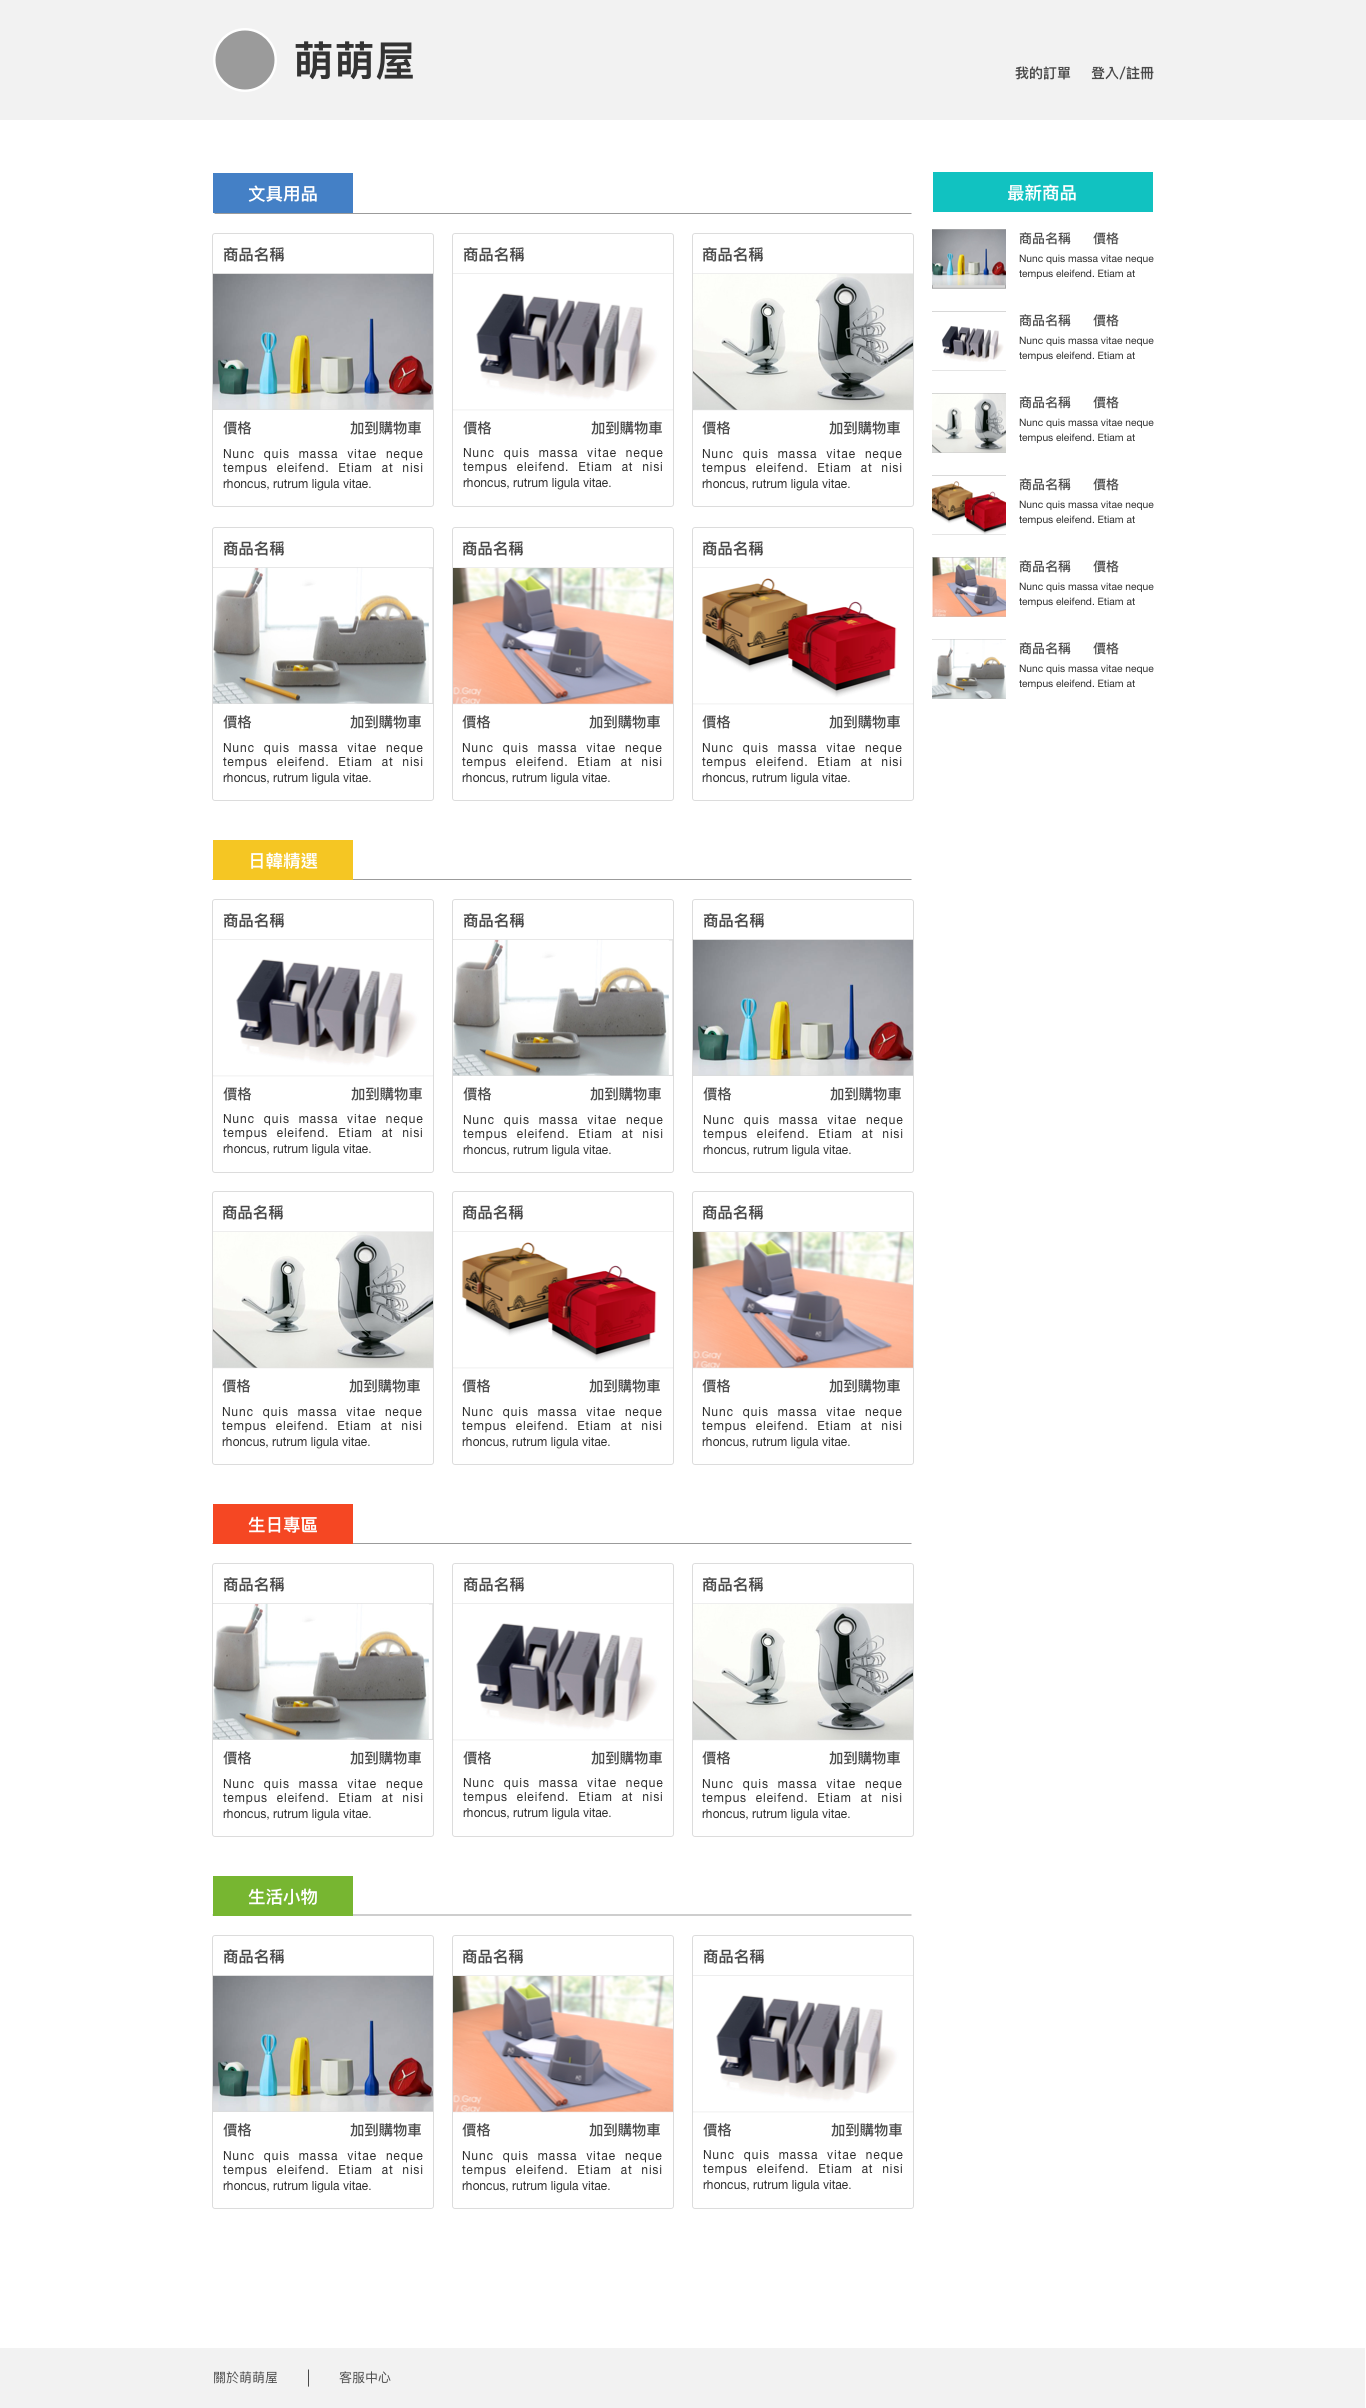 萌萌屋
我的訂單 登入/註冊
文具用品
商品名稱 商品名稱 商品名稱
價格 加到購物車 價格 加到購物車 價格 加到購物車
Nunc quis massa vitae neque Nunc quis massa vitae neque Nunc quis massa vitae neque
tempus eleifend. Etiam at nisi tempus eleifend. Etiam at nisi tempus eleifend. Etiam at nisi
rhoncus, rutrum ligula vitae. rhoncus, rutrum ligula vitae. rhoncus, rutrum ligula vitae.
商品名稱 商品名稱 商品名稱
D.Gray
/ Gray
價格 加到購物車 價格 加到購物車 價格 加到購物車
Nunc quis massa vitae neque Nunc quis massa vitae neque Nunc quis massa vitae neque
tempus eleifend. Etiam at nisi tempus eleifend. Etiam at nisi tempus eleifend. Etiam at nisi
rhoncus, rutrum ligula vitae. rhoncus, rutrum ligula vitae. rhoncus, rutrum ligula vitae.
最新商品
商品名稱 價格
Nunc quis massa vitae neque
tempus eleifend. Etiam at
商品名稱 價格
Nunc quis massa vitae neque
tempus eleifend. Etiam at
商品名稱 價格
Nunc quis massa vitae neque
tempus eleifend. Etiam at
商品名稱 價格
Nunc quis massa vitae neque
tempus eleifend. Etiam at
商品名稱 價格
Nunc quis massa vitae neque
tempus eleifend. Etiam at
商品名稱 價格
Nunc quis massa vitae neque
tempus eleifend. Etiam at
日韓精選
商品名稱 商品名稱 商品名稱
價格 加到購物車 價格 加到購物車 價格 加到購物車
Nunc quis massa vitae neque Nunc quis massa vitae neque Nunc quis massa vitae neque
tempus eleifend. Etiam at nisi tempus eleifend. Etiam at nisi tempus eleifend. Etiam at nisi
rhoncus, rutrum ligula vitae. rhoncus, rutrum ligula vitae. rhoncus, rutrum ligula vitae.
商品名稱 商品名稱 商品名稱
D.Gray
/ Gray
價格 加到購物車 價格 加到購物車 價格 加到購物車
Nunc quis massa vitae neque Nunc quis massa vitae neque Nunc quis massa vitae neque
tempus eleifend. Etiam at nisi tempus eleifend. Etiam at nisi tempus eleifend. Etiam at nisi
rhoncus, rutrum ligula vitae. rhoncus, rutrum ligula vitae. rhoncus, rutrum ligula vitae.
生日專區
商品名稱 商品名稱 商品名稱
價格 加到購物車 價格 加到購物車 價格 加到購物車
Nunc quis massa vitae neque Nunc quis massa vitae neque Nunc quis massa vitae neque
tempus eleifend. Etiam at nisi tempus eleifend. Etiam at nisi tempus eleifend. Etiam at nisi
rhoncus, rutrum ligula vitae. rhoncus, rutrum ligula vitae. rhoncus, rutrum ligula vitae.
生活小物
商品名稱 商品名稱 商品名稱
D.Gray
/ Gray
價格 加到購物車 價格 加到購物車 價格 加到購物車
Nunc quis massa vitae neque Nunc quis massa vitae neque Nunc quis massa vitae neque
tempus eleifend. Etiam at nisi tempus eleifend. Etiam at nisi tempus eleifend. Etiam at nisi
rhoncus, rutrum ligula vitae. rhoncus, rutrum ligula vitae. rhoncus, rutrum ligula vitae.
關於萌萌屋 | 客服中心